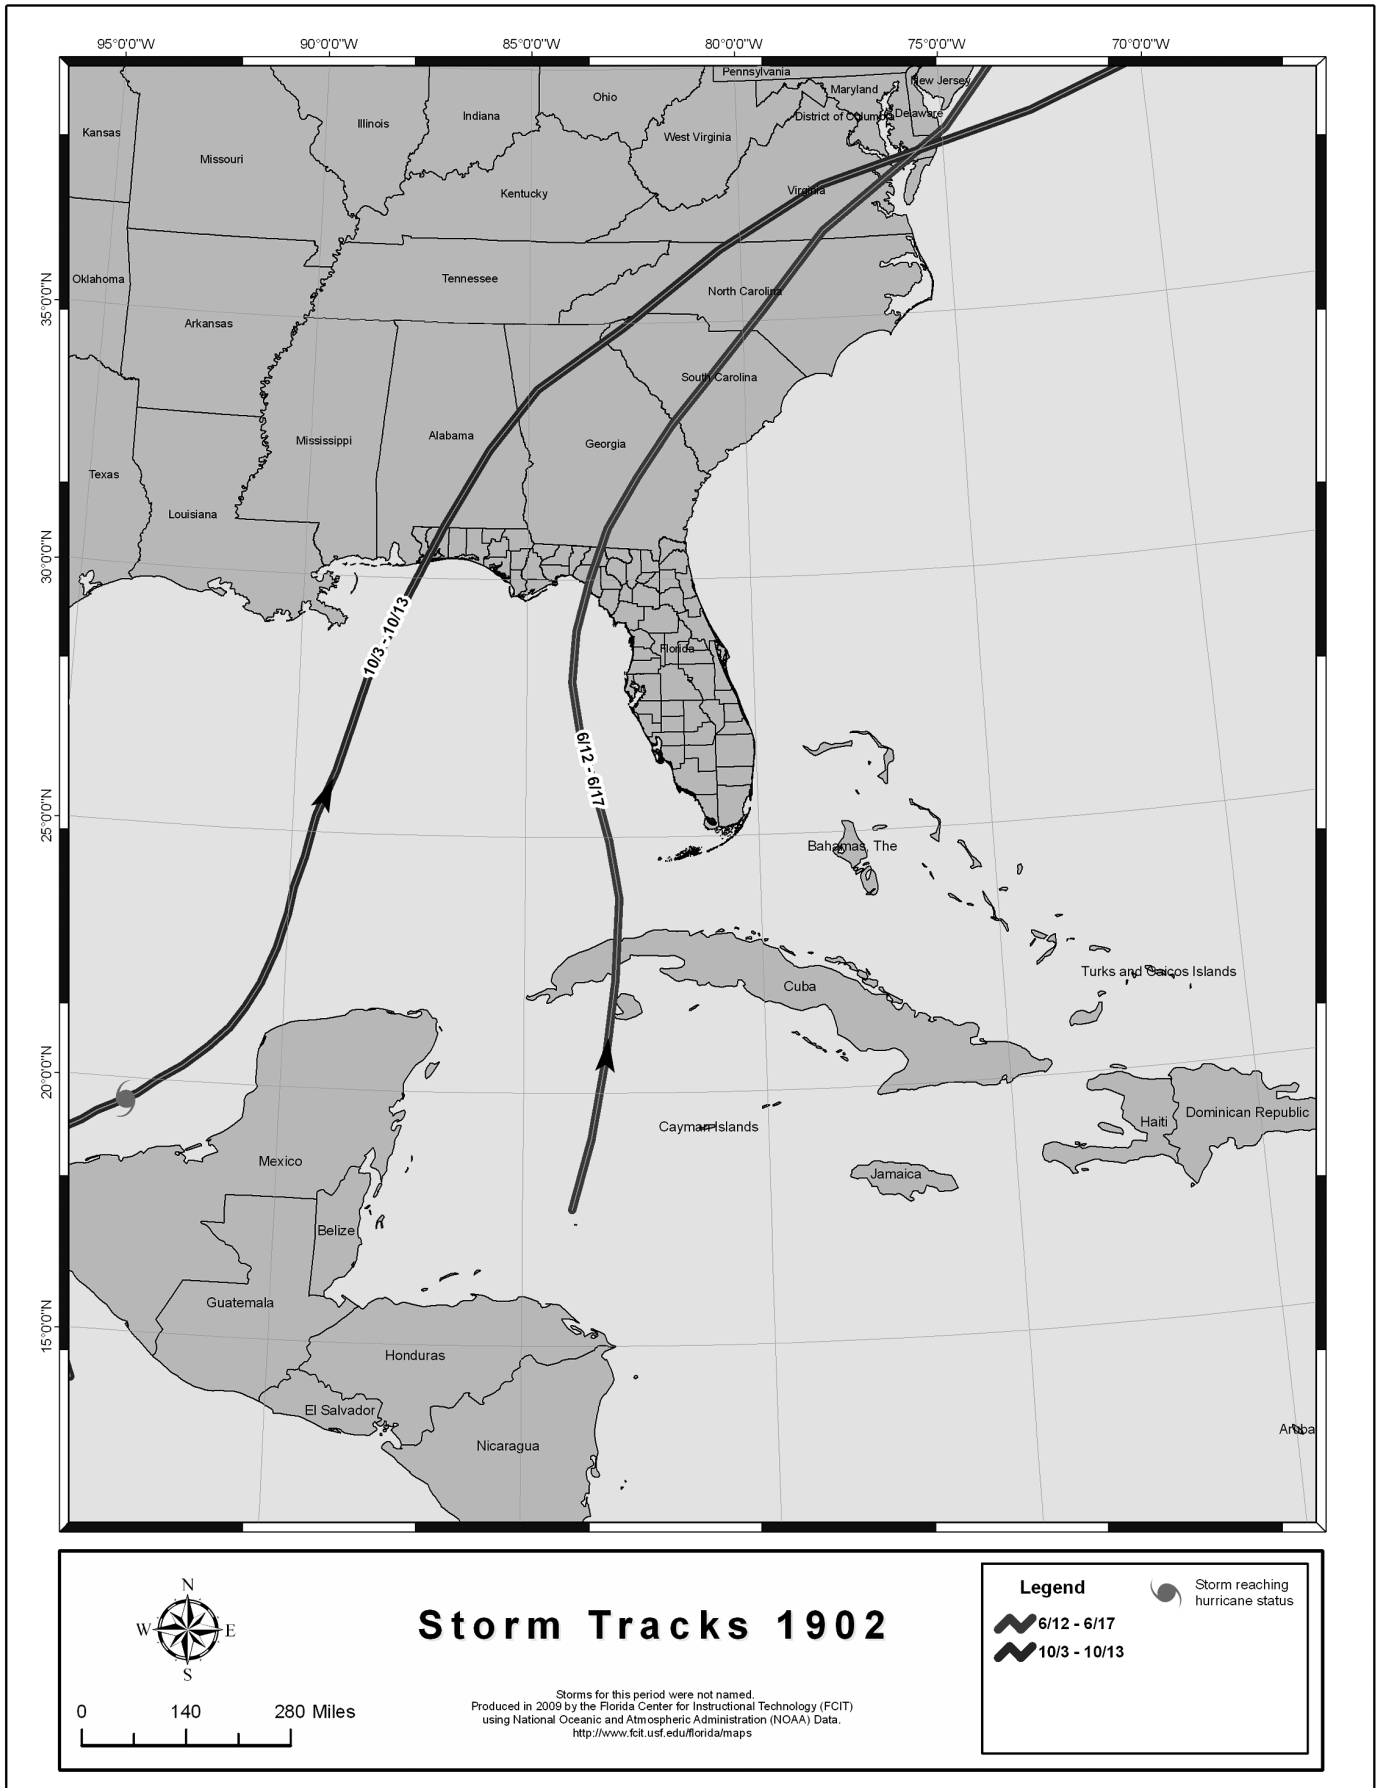 95°0'0"W 90°0'0"W 85°0'0"W 80°0'0"W 75°0'0"W 70°0'0"W
Pennsylvania
New Jersey
Maryland
Ohio
Indiana
Illinois
District of Columbia
Delaware
Kansas
West Virginia
Missouri
Virginia
Kentucky
Tennessee
Oklahoma
North Carolina
35°0'0"N
35°0'0"N
Arkansas
South Carolina
Alabama
Mississippi
Georgia
Texas
Louisiana
30°0'0"N
10/3 - 10/13
Florida
6/12 - 6/17
25°0'0"N
Bahamas, The
Turks and Caicos Islands
Cuba
20°0'0"N
Dominican Republic
Haiti
Cayman Islands
Mexico
Jamaica
Belize
Guatemala
15°0'0"N
Honduras
El Salvador
Aruba
Nicaragua
N
W E
S
0 140 280 Miles
Storm Tracks 1902
Storms for this period were not named.
Produced in 2009 by the Florida Center for Instructional Technology (FCIT)
using National Oceanic and Atmospheric Administration (NOAA) Data.
http://www.fcit.usf.edu/florida/maps
Legend
6/12 - 6/17
10/3 - 10/13
Storm reaching
hurricane status